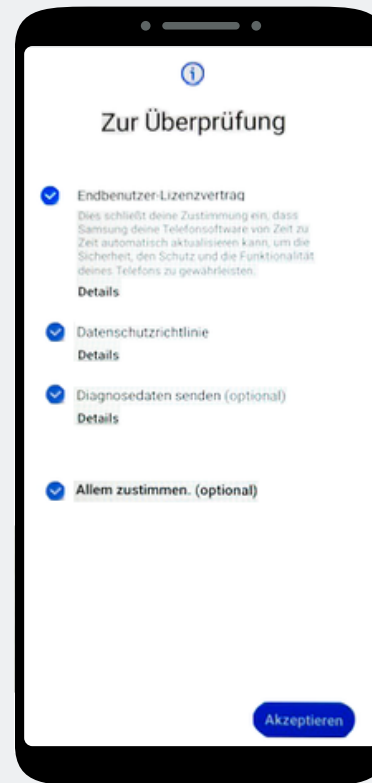 Zur Überprüfung
Endbenutzer-Lizenzvertrag
Dies schließt deine Zustimmung ein, dass
Samsung deine Telefonsoftware von Zeit zu
Zeit automatisch aktualisieren kann, um die
Sicherheit, den Schutz und die Funktionalität
deines Telefons zu gewährleisten.
Details
Datenschutzrichtlinie
Details
Diagnosedaten senden (optional)
Details
Allem zustimmen. (optional)
Akzeptieren